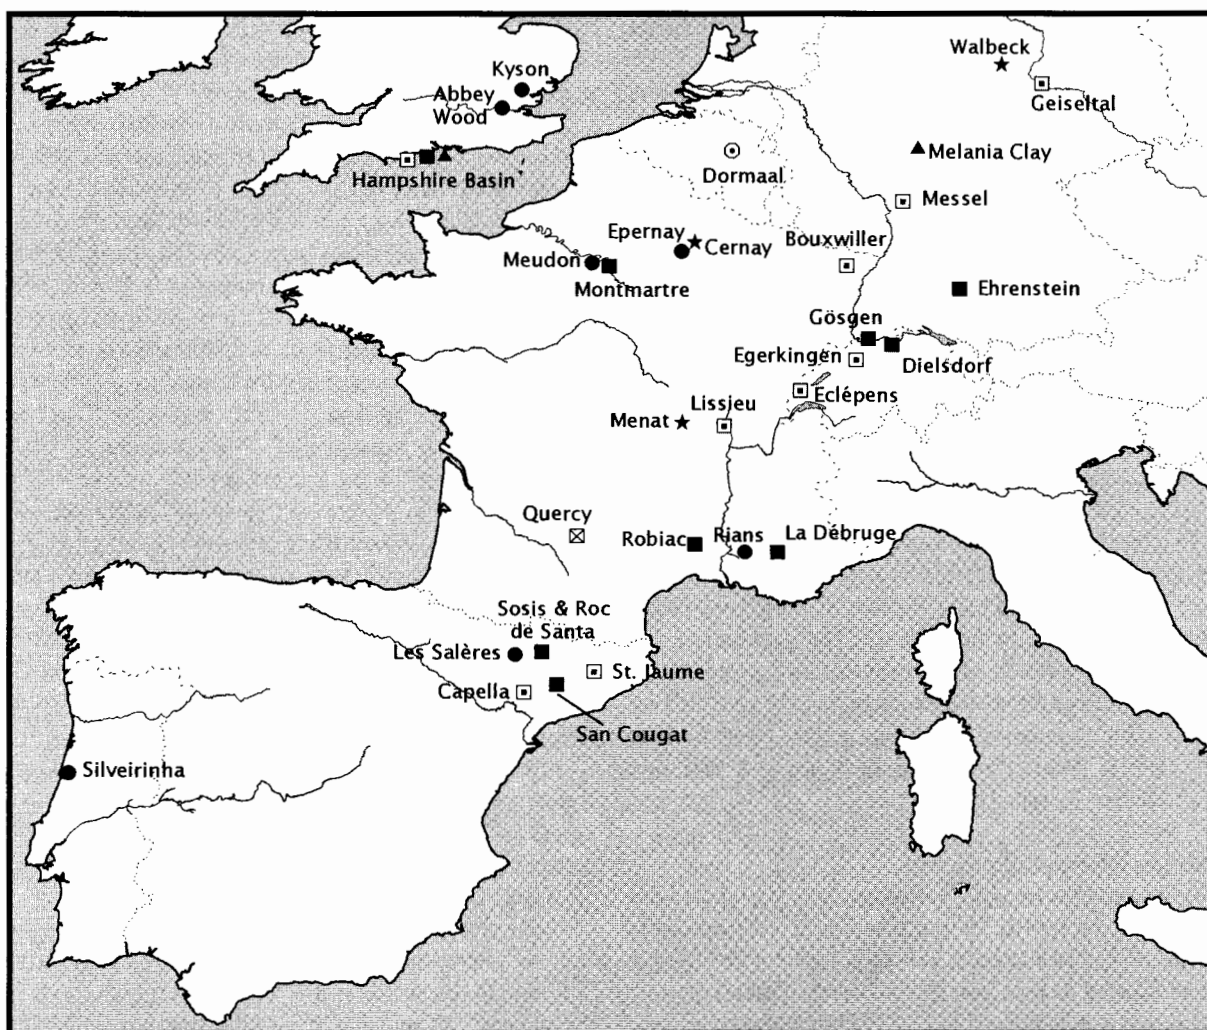 Walbeck
Kyson
Abbey
Wood
Geiseltal
Melania Clay
Dormaal
Hampshire Basin
Messel
Epernay
Cernay
Bouxwiller
Meudon
Montmartre
Ehrenstein
Gösgen
Egerkingen
Dielsdorf
Eclépens
Lissieu
Menat
Quercy
Robiac
Rians
La Débruge
Sosis & Roc
de Santa
Les Salères
St. Jaume
Capella
San Cougat
Silveirinha